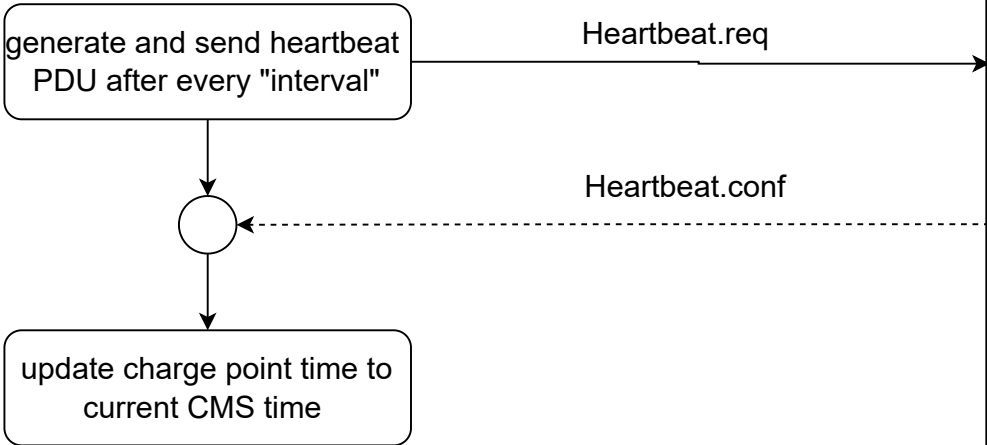 generate and send heartbeat
PDU after every "interval"
Heartbeat.req
Heartbeat.conf
update charge point time to
current CMS time